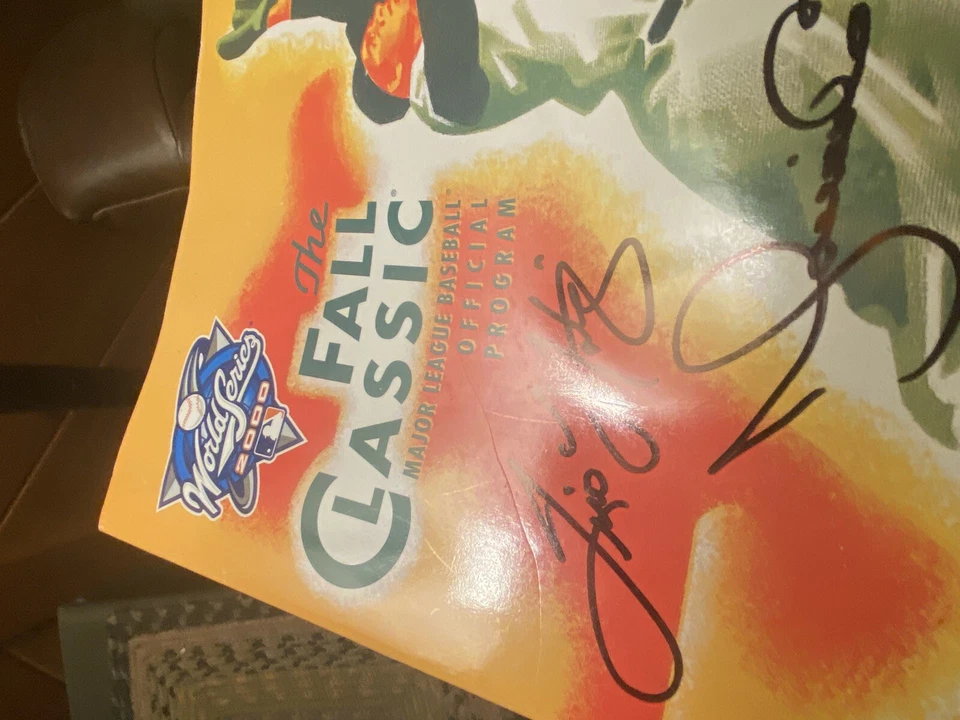 The
FALL
CLASSIC
MAJOR LEAGUE BASEBALL
OFFICIAL
PROGRAM
World Series
2000